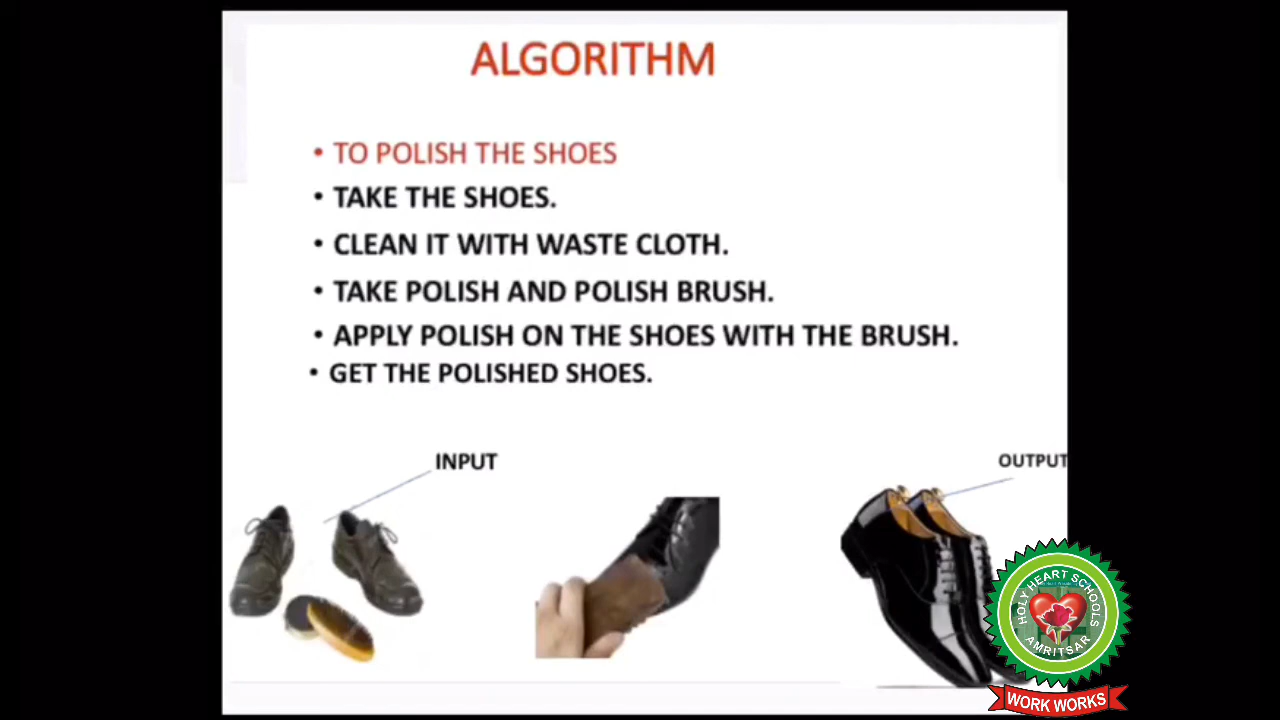 ALGORITHM
• TO POLISH THE SHOES
• TAKE THE SHOES.
• CLEAN IT WITH WASTE CLOTH.
• TAKE POLISH AND POLISH BRUSH.
• APPLY POLISH ON THE SHOES WITH THE BRUSH.
• GET THE POLISHED SHOES.
INPUT
OUTPUT
HOLY HEART SCHOOLS
AMRITSAR
WORK WORKS